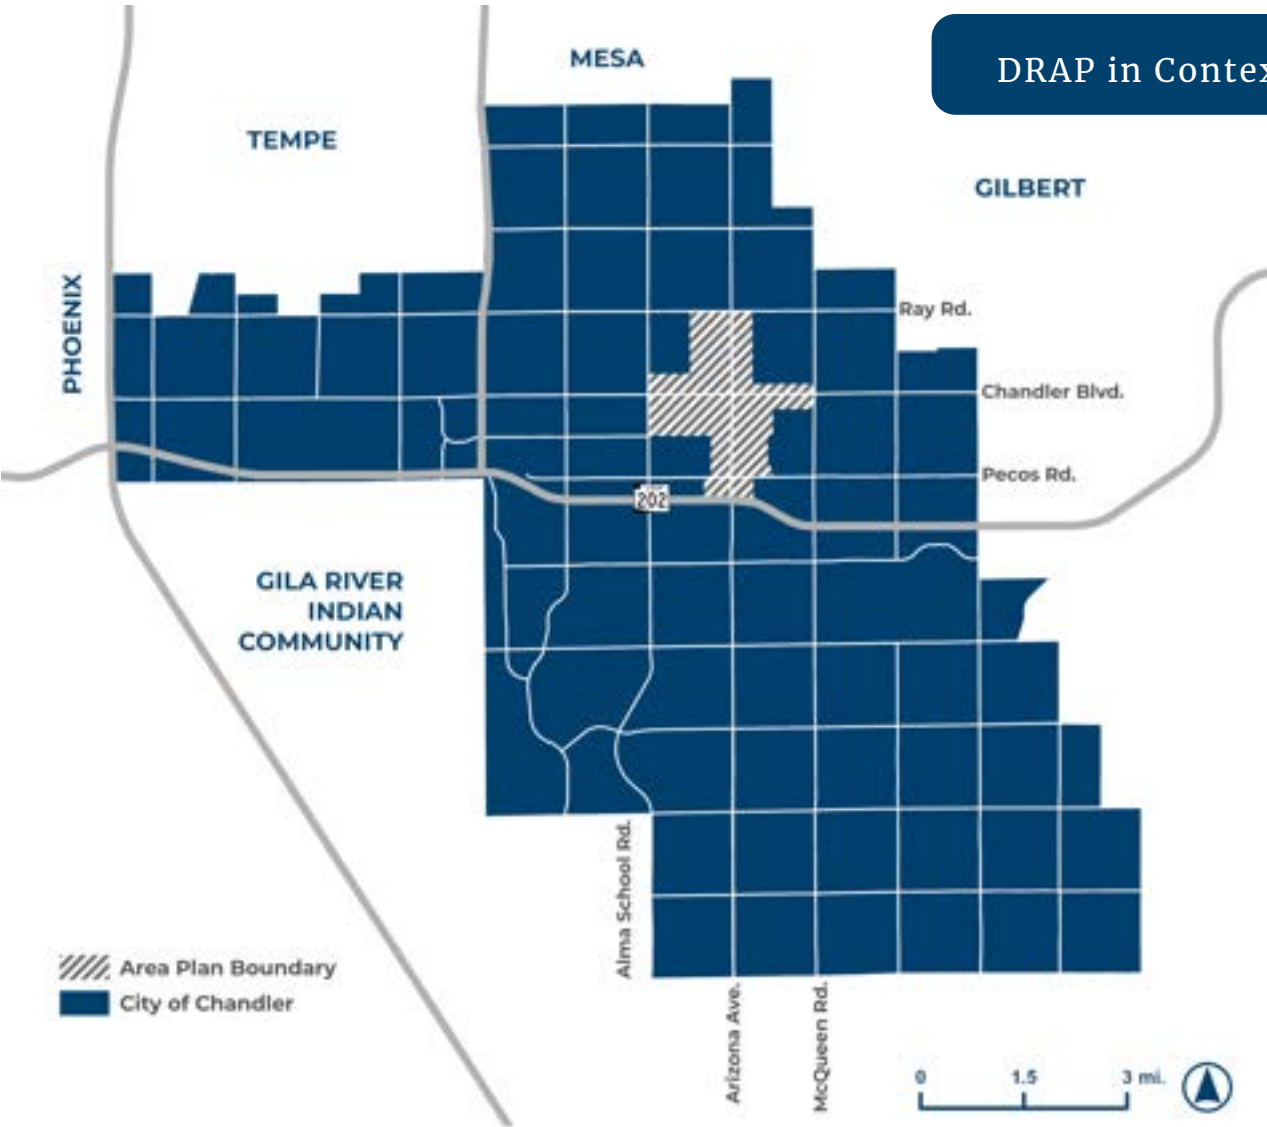 DRAP in Contex
MESA
TEMPE
GILBERT
PHOENIX
Ray Rd.
Chandler Blvd.
Pecos Rd.
202
GILA RIVER
INDIAN
COMMUNITY
Alma School Rd.
Arizona Ave.
McQueen Rd.
Area Plan Boundary
City of Chandler
0 1.5 3 mi.